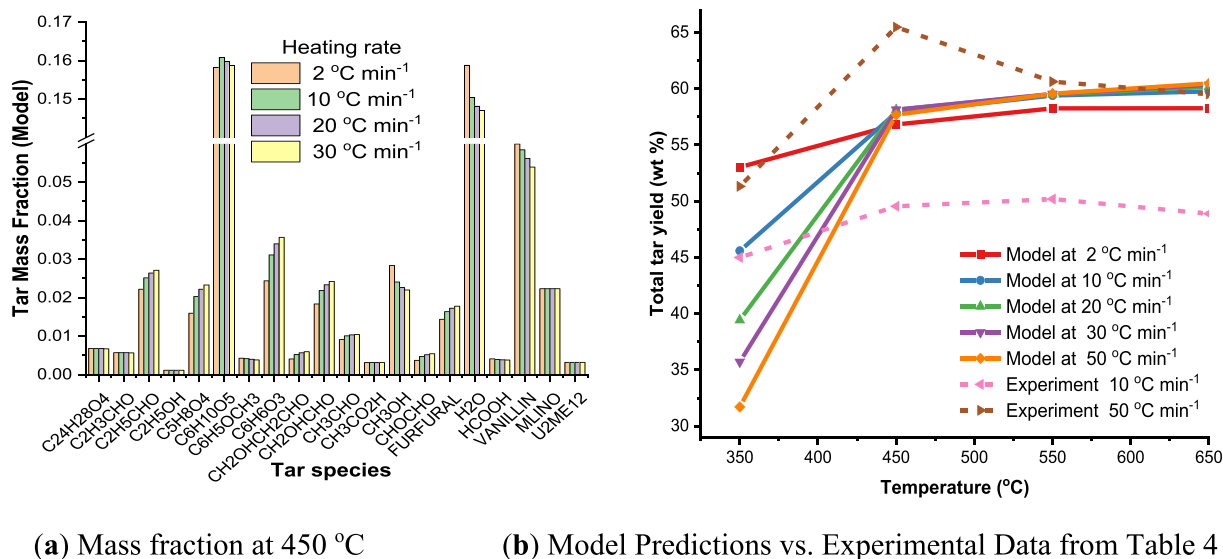 0.17
0.16
0.15
0.05
0.04
0.03
0.02
0.01
0.00
Tar Mass Fraction (Model)
Heating rate
2 °C min-1
10 °C min-1
20 °C min-1
30 °C min-1
C24H28O4
C2H3CHO
C2H5CHO
C2H5OH
C5H8O4
C6H10O5
C6H5OCH3
C6H6O3
CH2OHCH2CHO
CH2OHCHO
CH3CHO
CH3CO2H
CH3OH
CHOCHO
FURFURAL
H2O
HCOOH
VANILLIN
MLINO
U2ME12
Tar species
(a) Mass fraction at 450 °C
65
60
55
50
45
40
35
30
Total tar yield (wt %)
Model at 2 °C min-1
Model at 10 °C min-1
Model at 20 °C min-1
Model at 30 °C min-1
Model at 50 °C min-1
Experiment 10 °C min-1
Experiment 50 °C min-1
350 400 450 500 550 600 650
Temperature (°C)
(b) Model Predictions vs. Experimental Data from Table 4